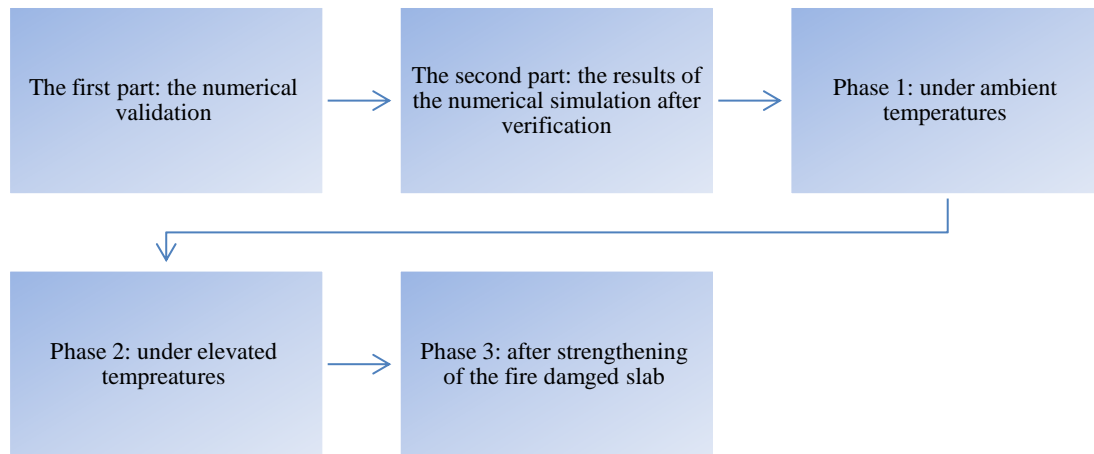 The first part: the numerical
validation
The second part: the results of
the numerical simulation after
verification
Phase 1: under ambient
temperatures
Phase 2: under elevated
tempreatures
Phase 3: after strengthening
of the fire damged slab